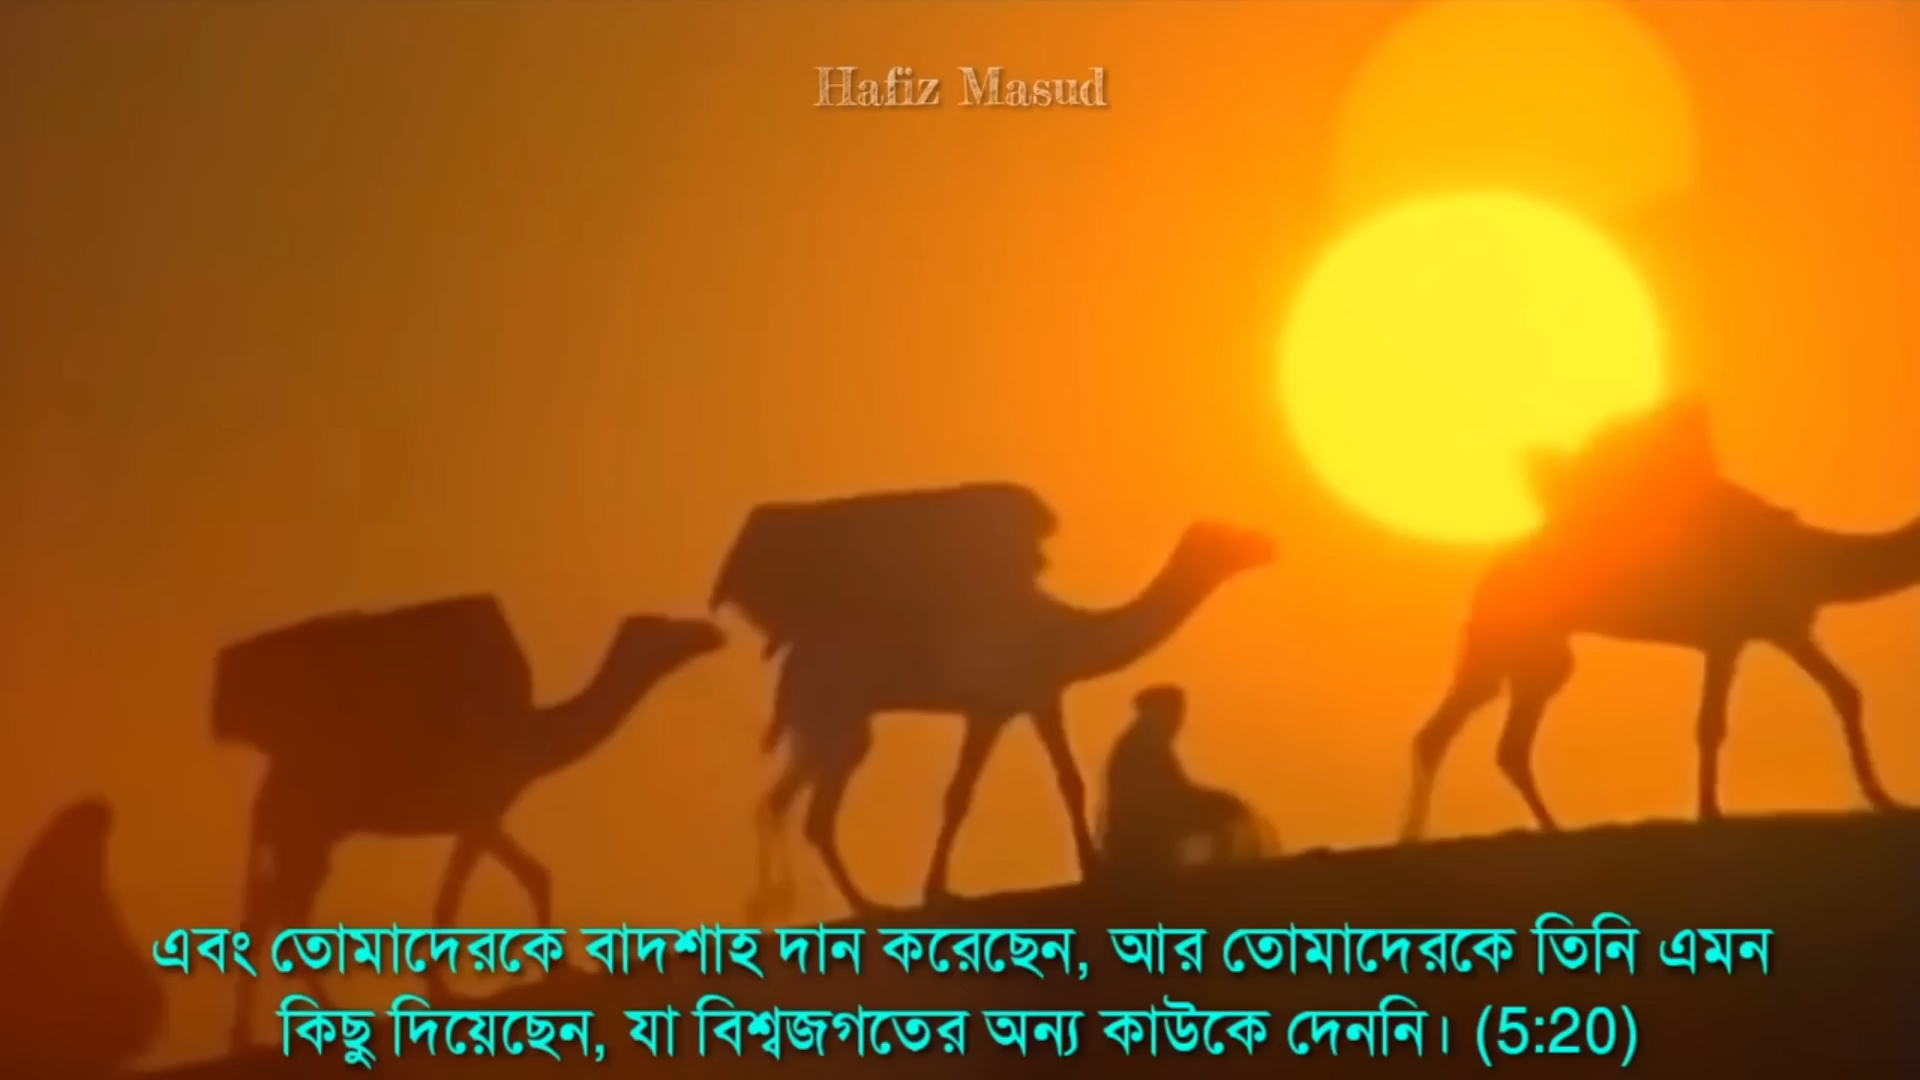 Hafiz Masud
এবং তোমাদেরকে বাদশাহ দান করেছেন, আর তোমাদেরকে তিনি এমন
কিছু দিয়েছেন, যা বিশ্বজগতের অন্য কাউকে দেননি। (5:20)